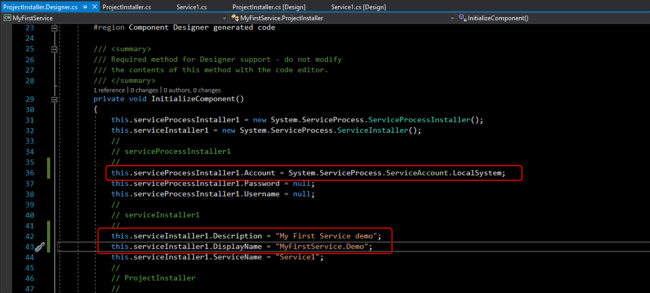 ProjectInstaller.Designer.cs ProjectInstaller.cs Service1.cs ProjectInstaller.cs [Design] Service1.cs [Design]
MyFirstService MyFirstService.ProjectInstaller InitializeComponent()
23 #region Component Designer generated code
24
25 /// <summary>
26 /// Required method for Designer support - do not modify
27 /// the contents of this method with the code editor.
28 /// </summary>
1 reference | 0 changes | 0 authors, 0 changes
29 private void InitializeComponent()
30 {
31 this.serviceProcessInstaller1 = new System.ServiceProcess.ServiceProcessInstaller();
32 this.serviceInstaller1 = new System.ServiceProcess.ServiceInstaller();
33 //
34 // serviceProcessInstaller1
35 //
36 this.serviceProcessInstaller1.Account = System.ServiceProcess.ServiceAccount.LocalSystem;
37 this.serviceProcessInstaller1.Password = null;
38 this.serviceProcessInstaller1.Username = null;
39 //
40 // serviceInstaller1
41 //
42 this.serviceInstaller1.Description = "My First Service demo";
43 this.serviceInstaller1.DisplayName = "MyFirstService.Demo";
44 this.serviceInstaller1.ServiceName = "Service1";
45 //
46 // ProjectInstaller
47 //